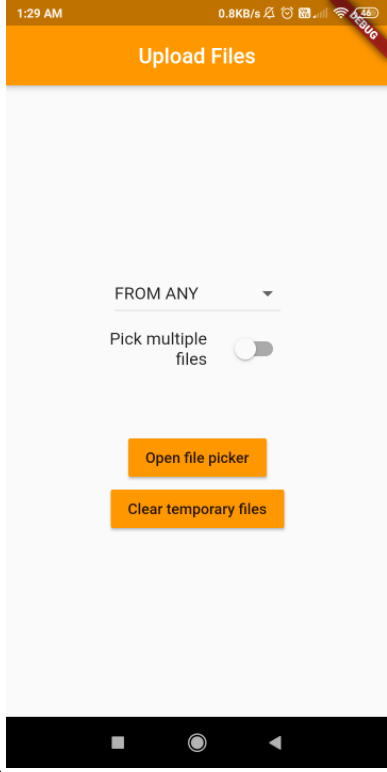 1:29 AM
0.8KB/s
46
DEBUG
Upload Files
FROM ANY
Pick multiple
files
Open file picker
Clear temporary files